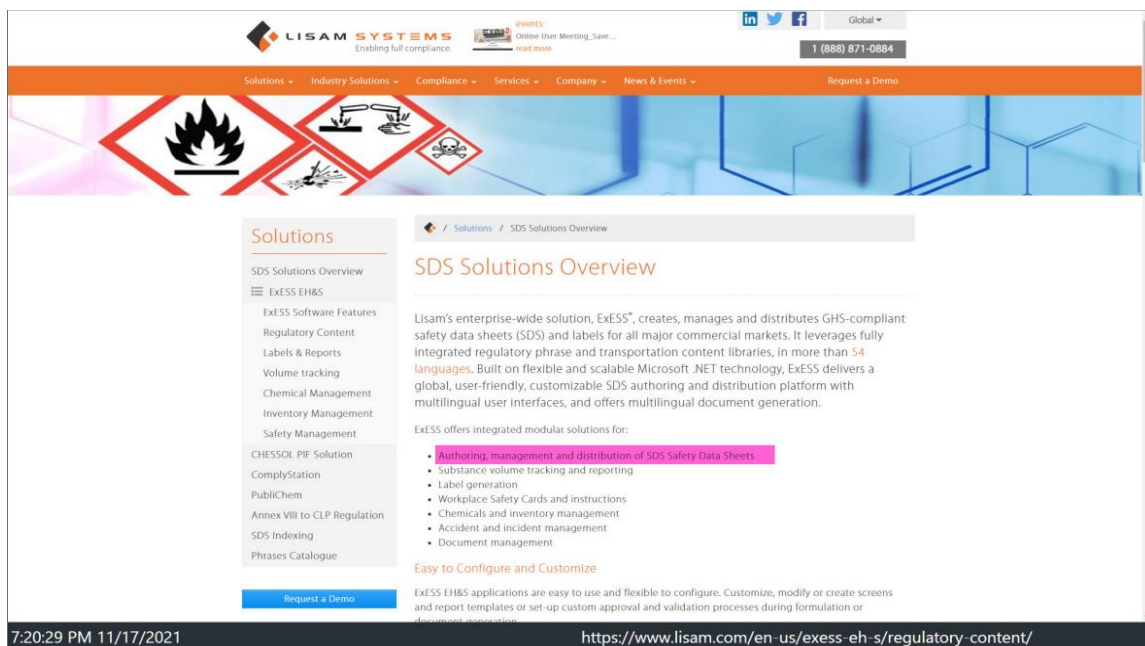 LISAM SYSTEMS
Enabling full compliance.
events:
Online User Meeting_Save...
read more
Global
1 (888) 871-0884
Solutions
Industry Solutions
Compliance
Services
Company
News & Events
Request a Demo
Solutions
SDS Solutions Overview
ExESS EH&S
ExESS Software Features
Regulatory Content
Labels & Reports
Volume tracking
Chemical Management
Inventory Management
Safety Management
CHESSOL PIF Solution
ComplyStation
PubliChem
Annex VIII to CLP Regulation
SDS Indexing
Phrases Catalogue
Request a Demo
/ Solutions / SDS Solutions Overview
SDS Solutions Overview
Lisam's enterprise-wide solution, ExESS®, creates, manages and distributes GHS-compliant
safety data sheets (SDS) and labels for all major commercial markets. It leverages fully
integrated regulatory phrase and transportation content libraries, in more than 54
languages. Built on flexible and scalable Microsoft .NET technology, ExESS delivers a
global, user-friendly, customizable SDS authoring and distribution platform with
multilingual user interfaces, and offers multilingual document generation.
ExESS offers integrated modular solutions for:
• Authoring, management and distribution of SDS Safety Data Sheets
• Substance volume tracking and reporting
• Label generation
• Workplace Safety Cards and instructions
• Chemicals and inventory management
• Accident and incident management
• Document management
Easy to Configure and Customize
ExESS EH&S applications are easy to use and flexible to configure. Customize, modify or create screens
and report templates or set-up custom approval and validation processes during formulation or
document generation.
7:20:29 PM 11/17/2021
https://www.lisam.com/en-us/exess-eh-s/regulatory-content/